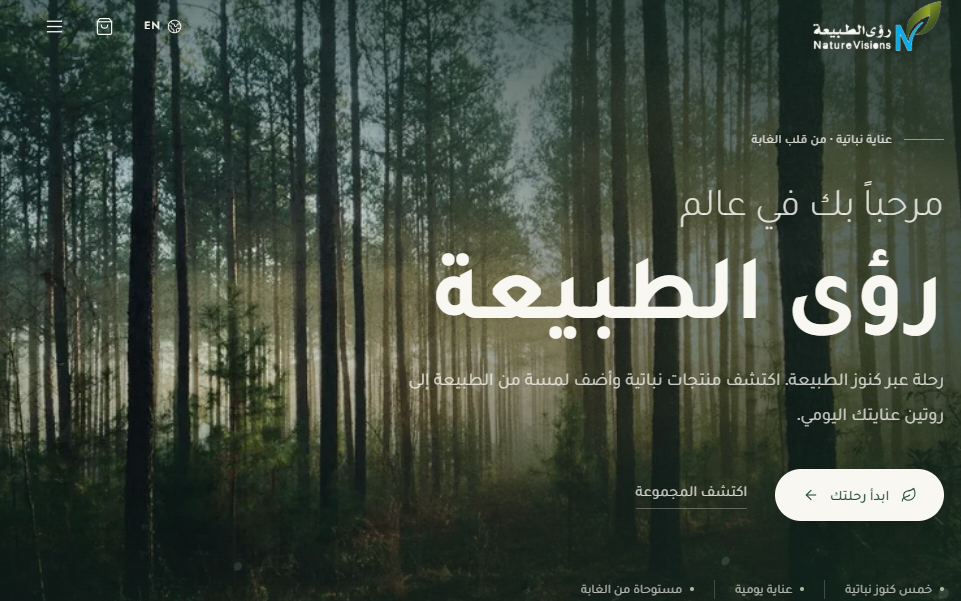 رؤى الطبيعة
NatureVisions
EN
عناية نباتية · من قلب الغابة
مرحباً بك في عالم
رؤى الطبيعة
رحلة عبر كنوز الطبيعة. اكتشف منتجات نباتية وأضف لمسة من الطبيعة إلى
روتين عنايتك اليومي.
ابدأ رحلتك
اكتشف المجموعة
خمس كنوز نباتية
عناية يومية
مستوحاة من الغابة